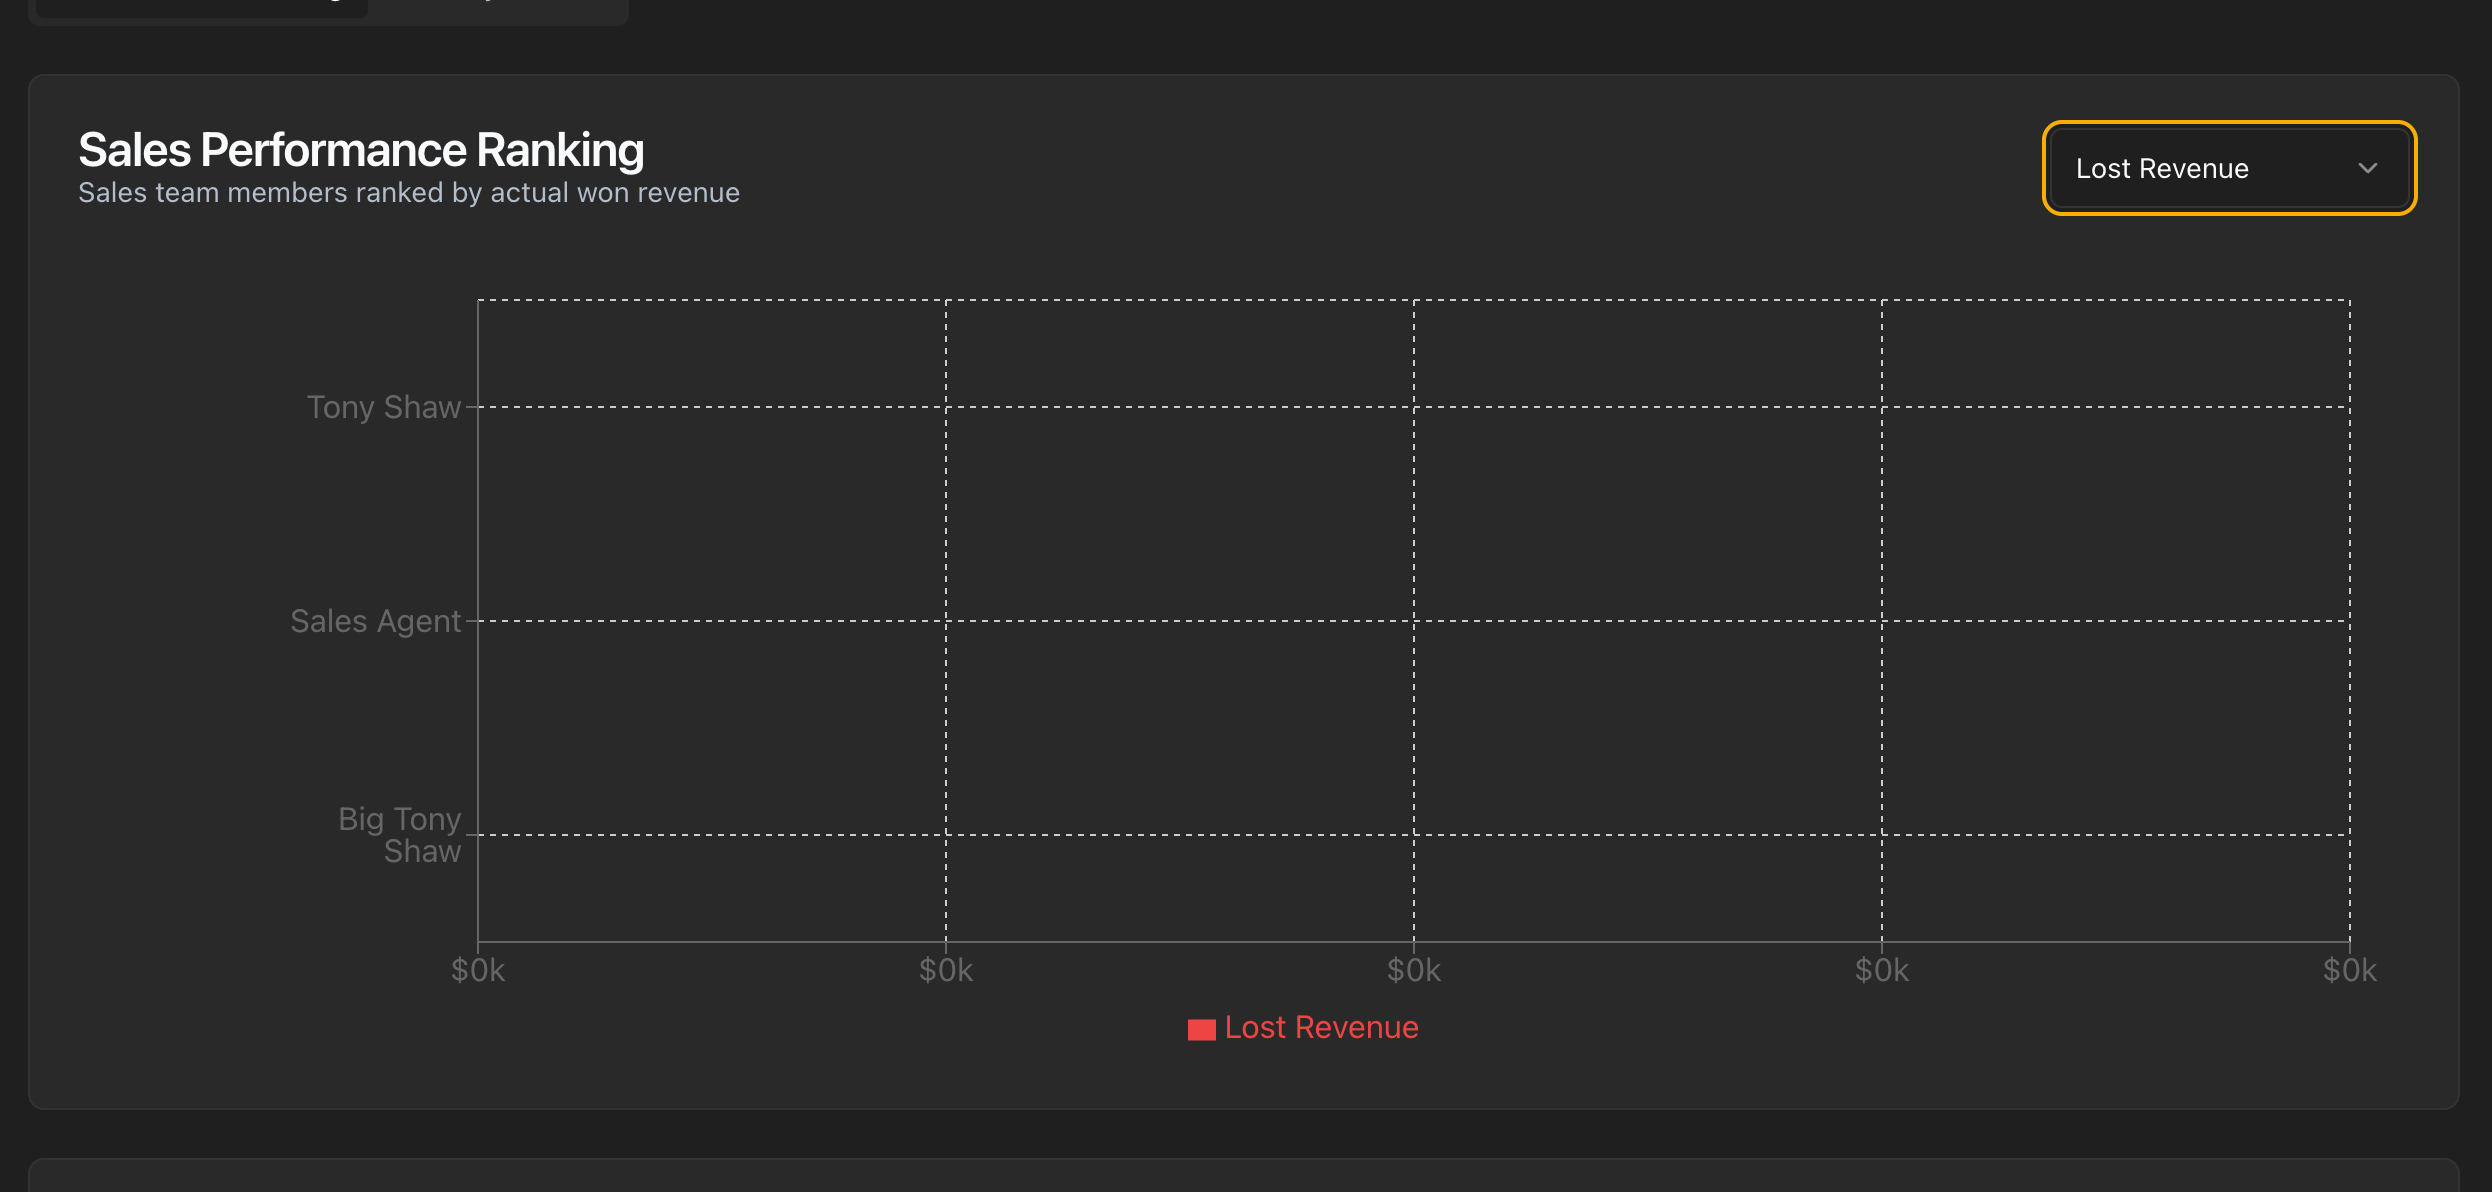 Sales Performance Ranking
Sales team members ranked by actual won revenue
Lost Revenue
Tony Shaw
Sales Agent
Big Tony
Shaw
$0k $0k $0k $0k $0k
Lost Revenue